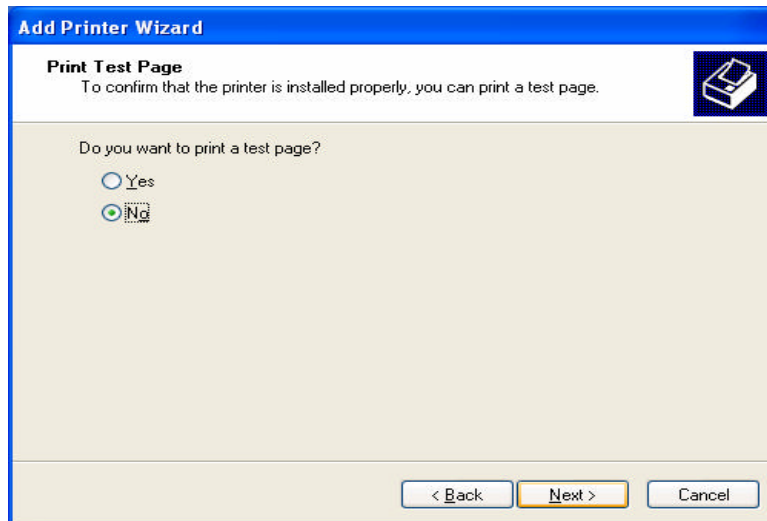 Add Printer Wizard
Print Test Page
To confirm that the printer is installed properly, you can print a test page.
Do you want to print a test page?
Yes
No
< Back Next > Cancel